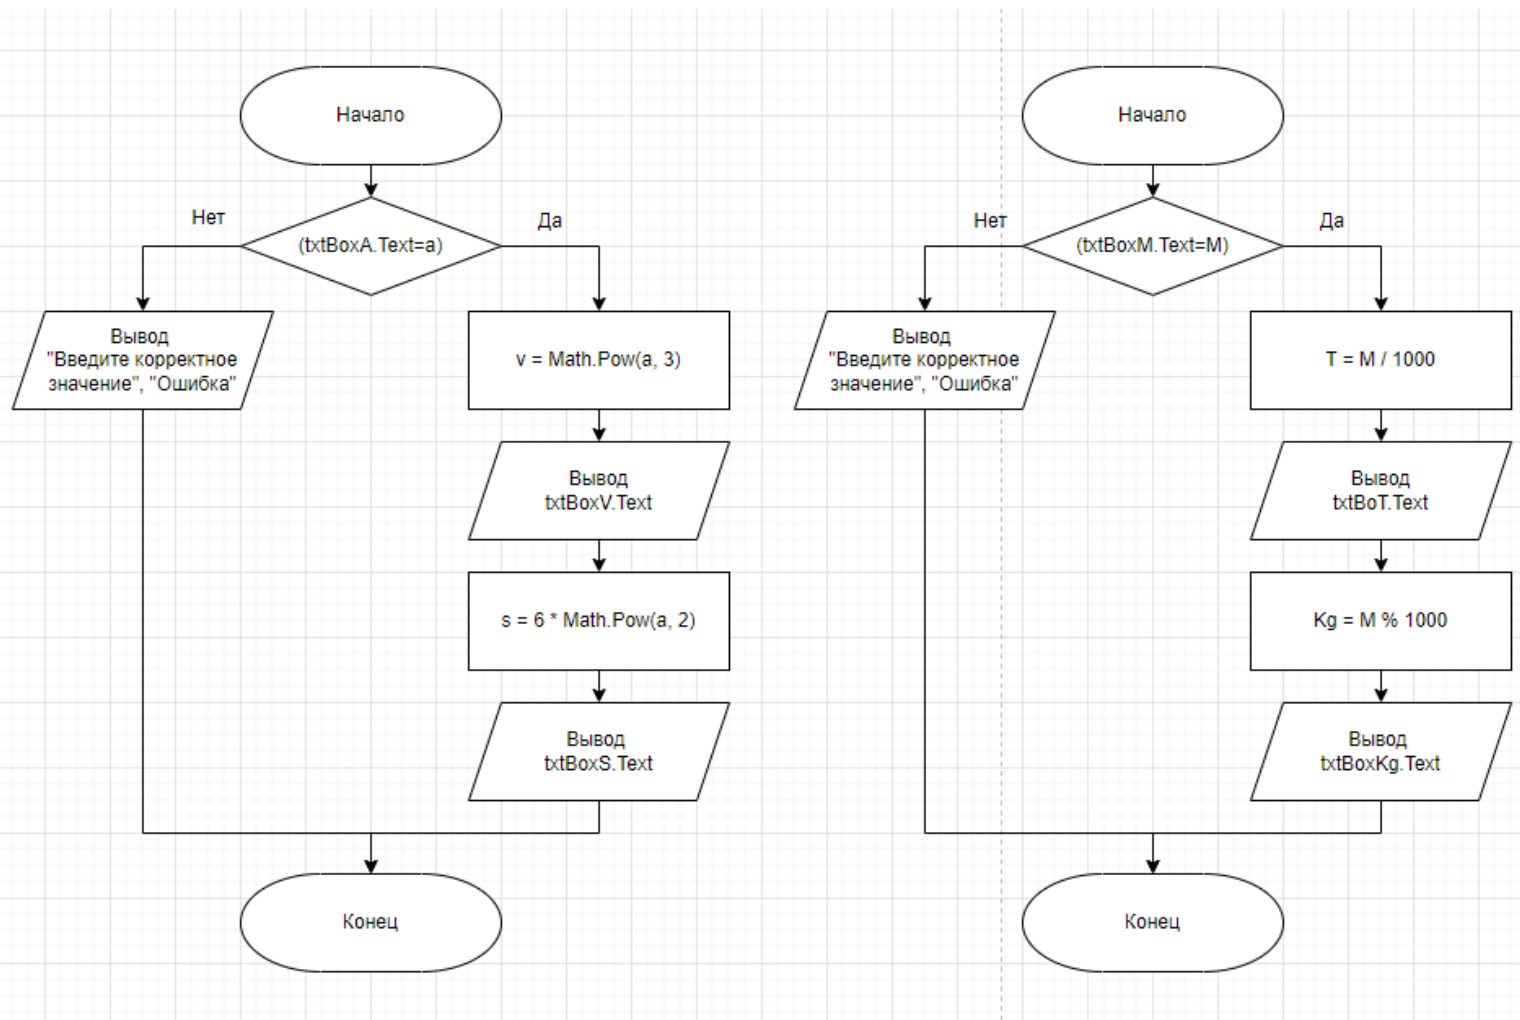 Начало
Нет
Да
(txtBoxA.Text=a)
Вывод
"Введите корректное
значение", "Ошибка"
v = Math.Pow(a, 3)
Вывод
txtBoxV.Text
s = 6 * Math.Pow(a, 2)
Вывод
txtBoxS.Text
Конец
Начало
Нет
Да
(txtBoxM.Text=M)
Вывод
"Введите корректное
значение", "Ошибка"
T = M / 1000
Вывод
txtBoT.Text
Kg = M % 1000
Вывод
txtBoxKg.Text
Конец